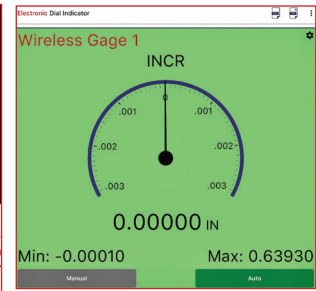 Electronic Dial Indicator
Wireless Gage 1
INCR
0
.001 .001
.002 .002
.003 .003
0.00000 IN
Min: -0.00010 Max: 0.63930
Manual Auto